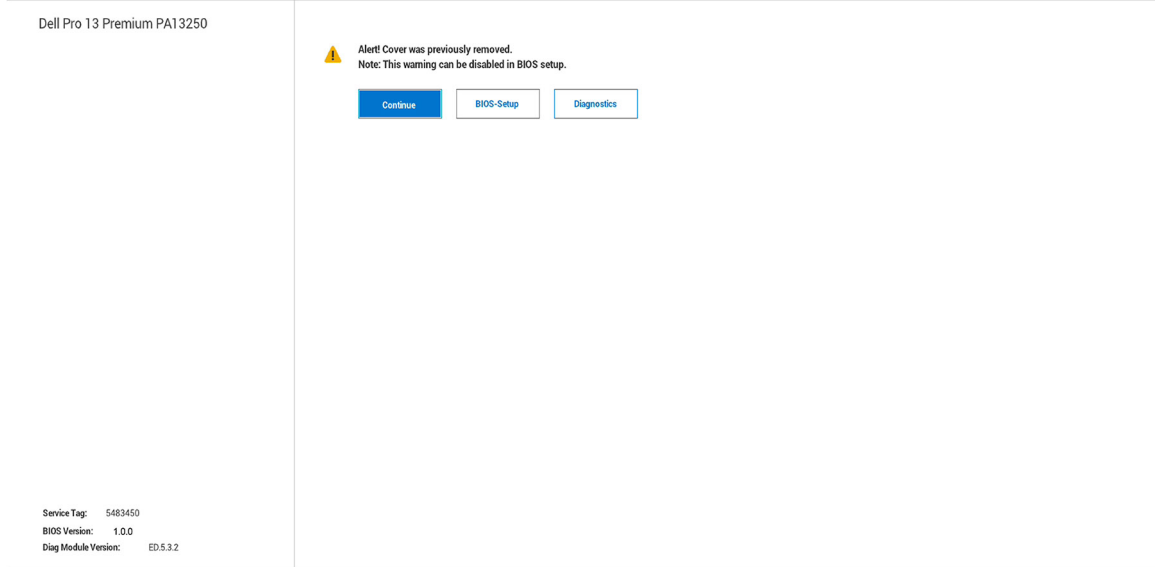 Dell Pro 13 Premium PA13250
Alert! Cover was previously removed.
Note: This warning can be disabled in BIOS setup.
Continue
BIOS-Setup
Diagnostics
Service Tag: 5483450
BIOS Version: 1.0.0
Diag Module Version: ED.5.3.2